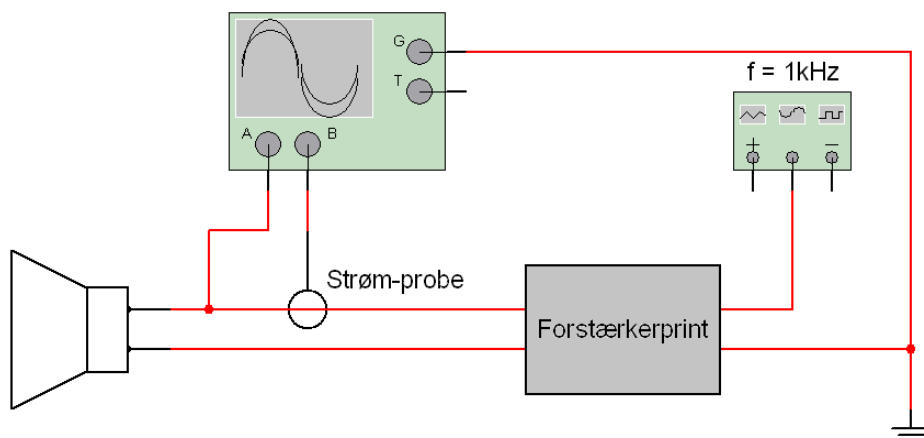 G
f = 1kHz
T
A
B
Strøm-probe
Forstærkerprint